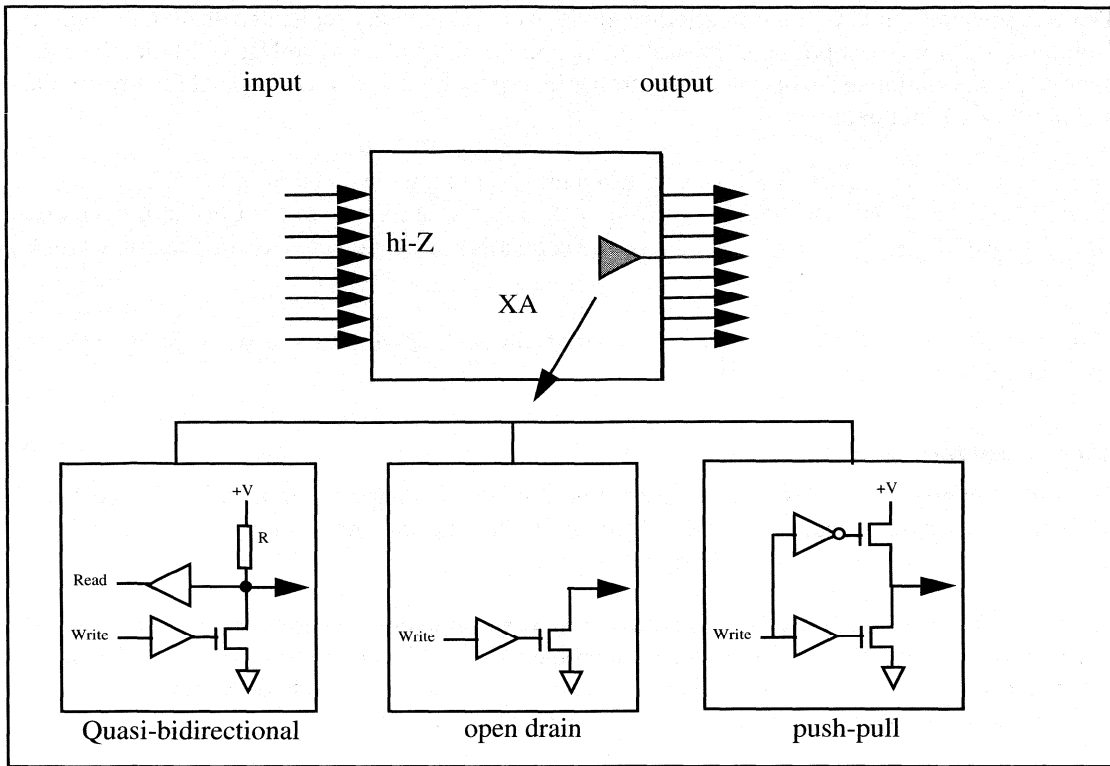 input
output
hi-Z
XA
+V
R
Read
Write
Quasi-bidirectional
Write
open drain
+V
Write
push-pull